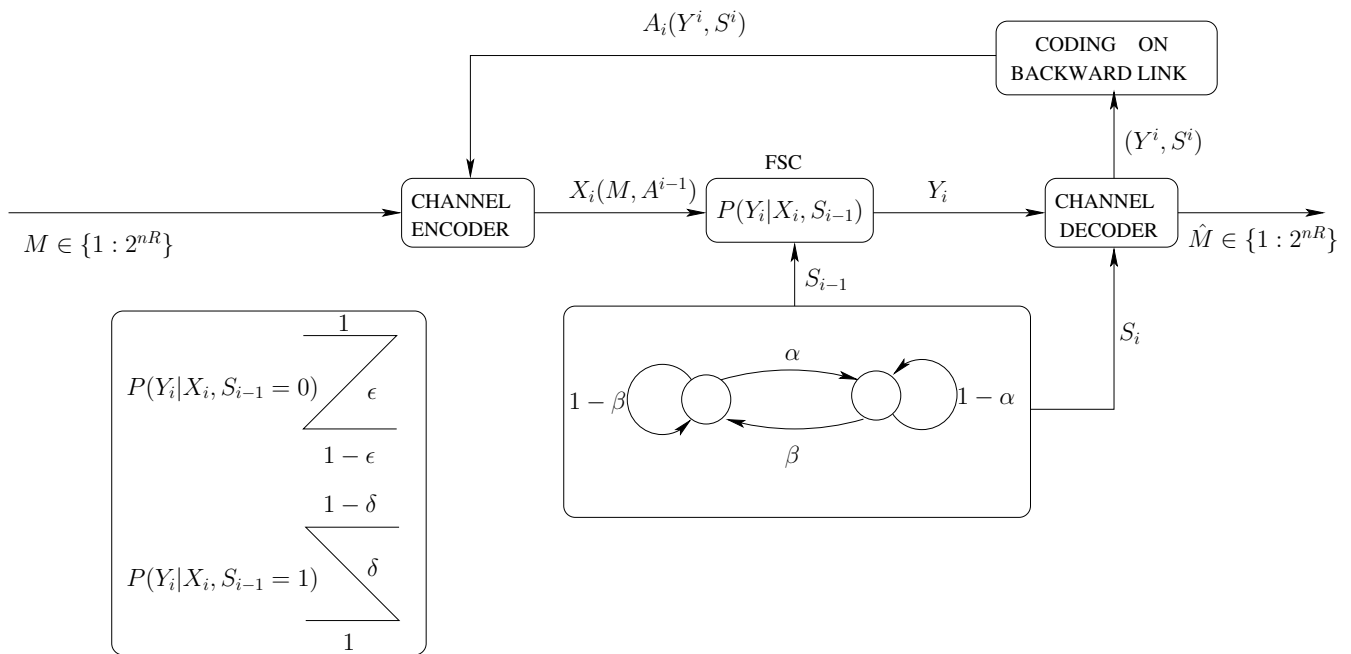 A_i(Y^i, S^i)
CODING ON
BACKWARD LINK
(Y^i, S^i)
FSC
CHANNEL
ENCODER
X_i(M, A^{i−1})
P(Y_i|X_i, S_{i−1})
Y_i
CHANNEL
DECODER
M ∈ {1 : 2^{nR}}
M̂ ∈ {1 : 2^{nR}}
S_{i−1}
S_i
1
P(Y_i|X_i, S_{i−1} = 0)
ϵ
1 − ϵ
1 − δ
P(Y_i|X_i, S_{i−1} = 1)
δ
1
α
1 − β
1 − α
β